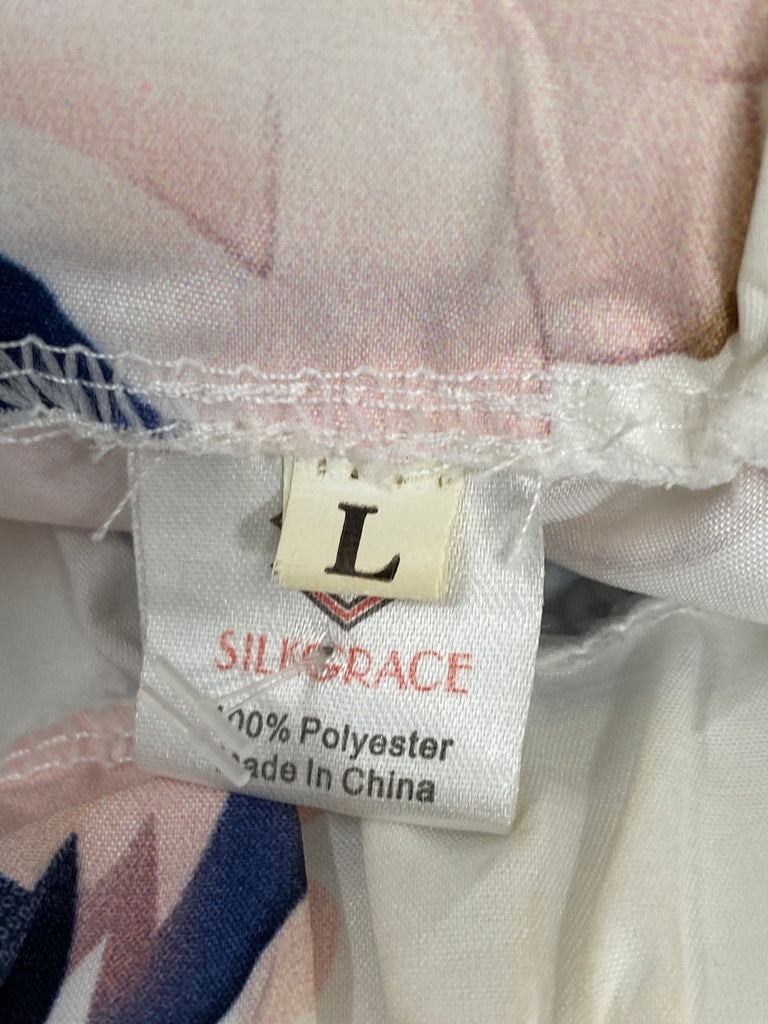 L
SILKGRACE
100% Polyester
Made In China